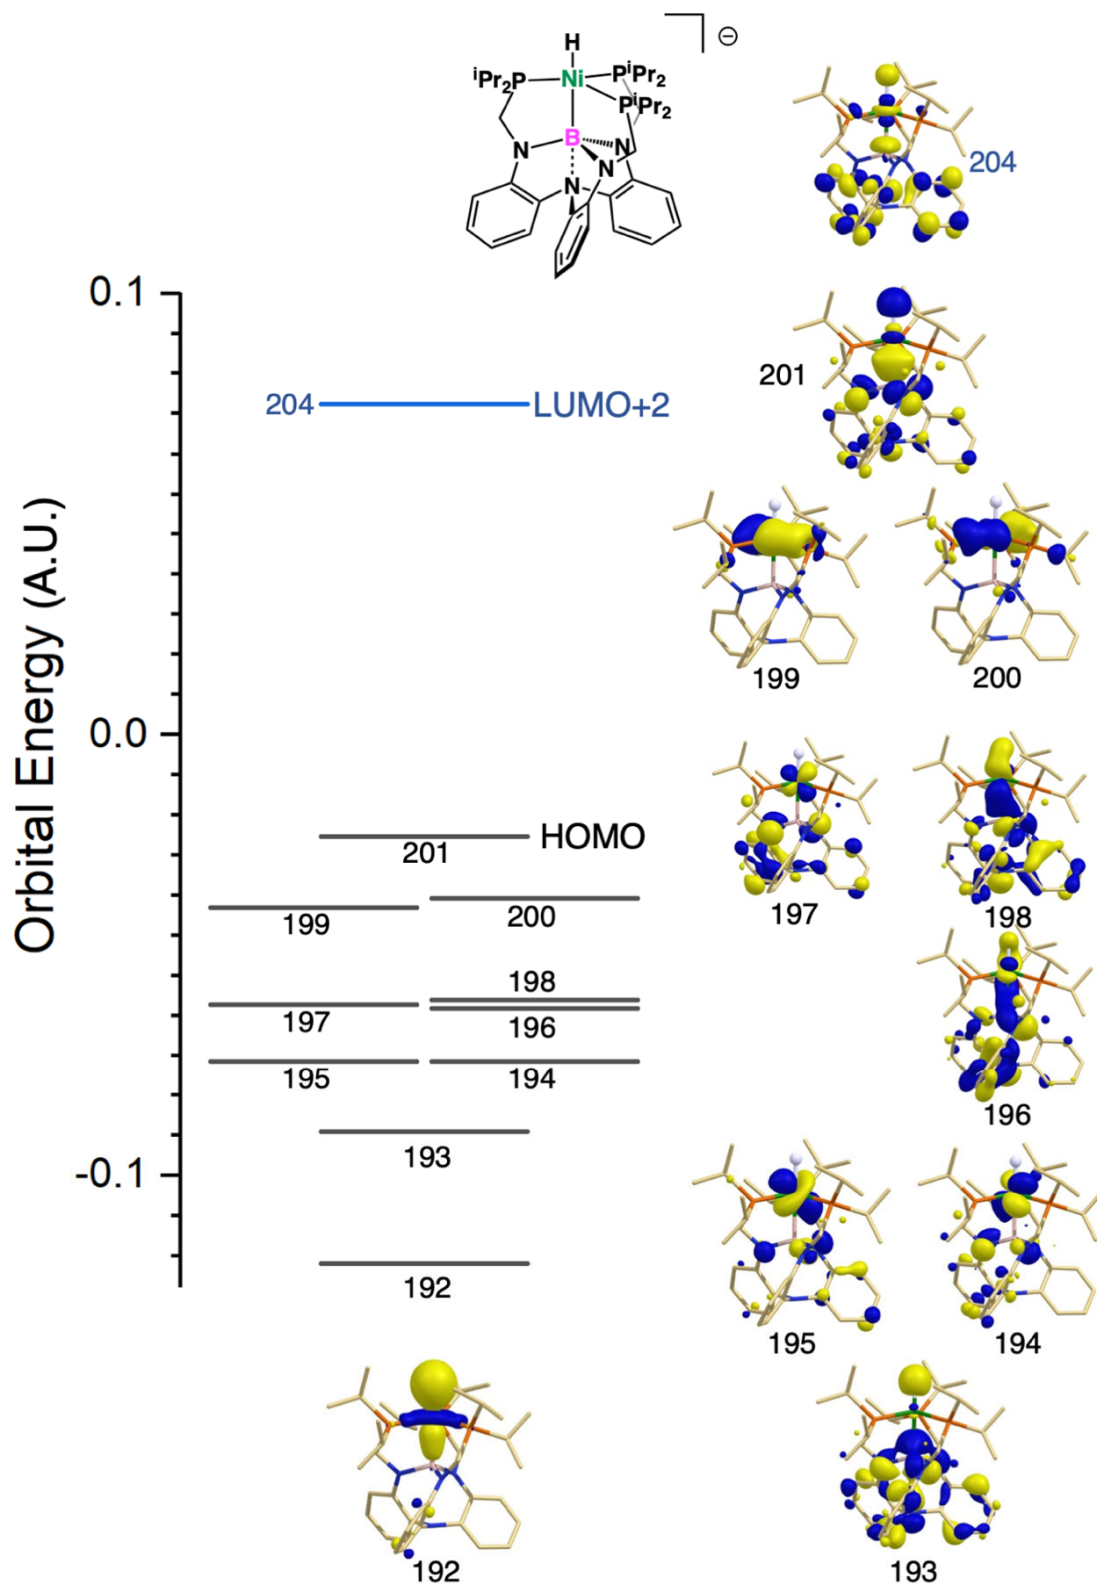 H
⊖
ⁱPr₂P Ni PⁱPr₂
PⁱPr₂
B
N N
N
N
204
0.1
201
204 LUMO+2
199 200
Orbital Energy (A.U.)
0.0
201 HOMO
197 198
199 200
198
197 196
196
195 194
193
-0.1
192
195 194
192 193